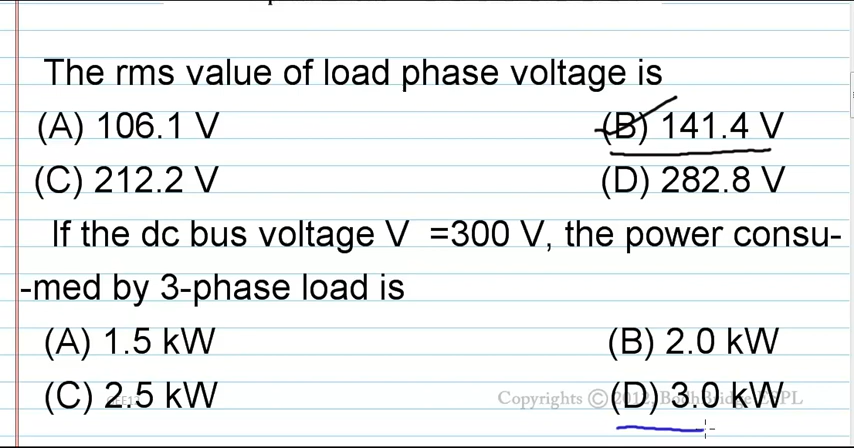 The rms value of load phase voltage is
(A) 106.1 V (B) 141.4 V
(C) 212.2 V (D) 282.8 V
If the dc bus voltage V =300 V, the power consu-
-med by 3-phase load is
(A) 1.5 kW (B) 2.0 kW
(C) 2.5 kW (D) 3.0 kW
Copyrights © 2012,